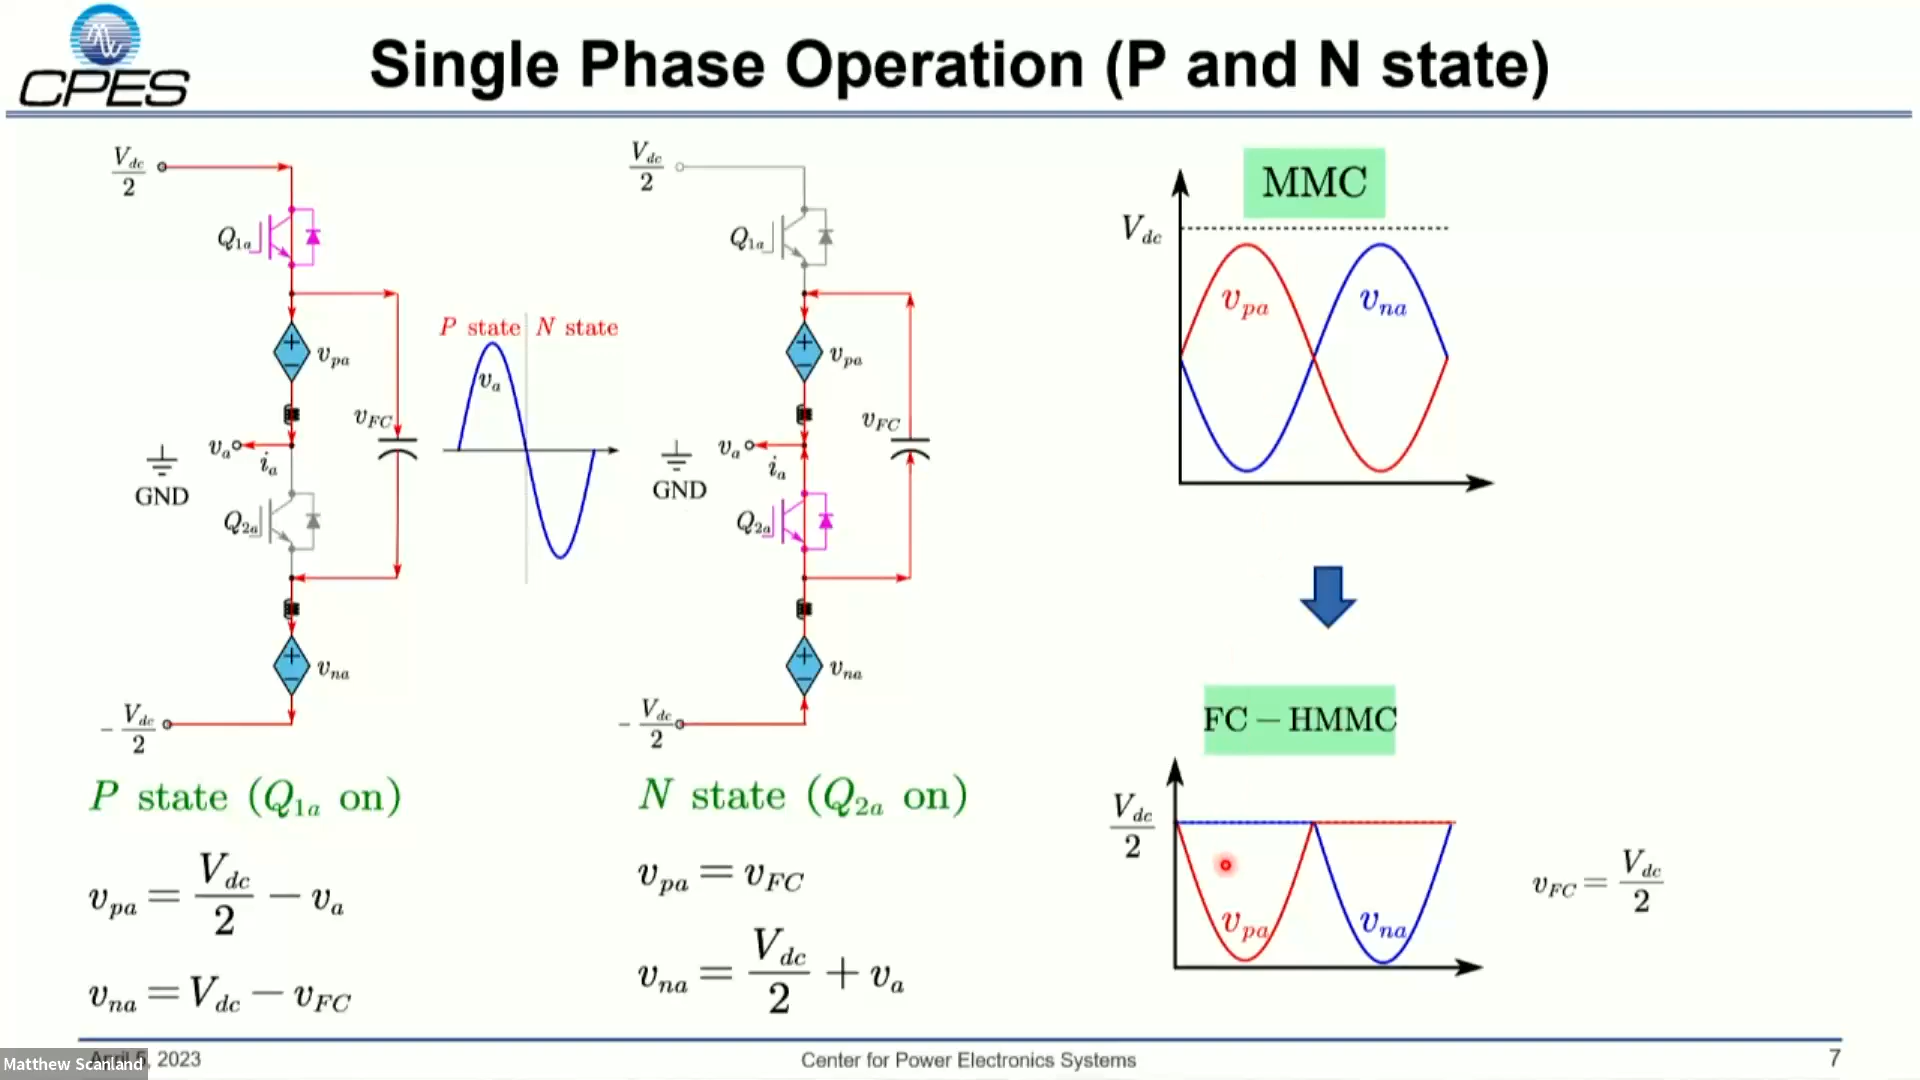 CPES
Single Phase Operation (P and N state)
V_dc/2
Q_1a
v_pa
v_FC
v_a
i_a
GND
Q_2a
v_na
- V_dc/2
P state N state
v_a
V_dc/2
Q_1a
v_pa
v_FC
v_a
i_a
GND
Q_2a
v_na
- V_dc/2
MMC
V_dc
v_pa
v_na
FC - HMMC
V_dc/2
v_pa
v_na
v_FC = V_dc/2
P state (Q_1a on)
v_pa = V_dc/2 - v_a
v_na = V_dc - v_FC
N state (Q_2a on)
v_pa = v_FC
v_na = V_dc/2 + v_a
April 5, 2023
Matthew Scanland
Center for Power Electronics Systems
7